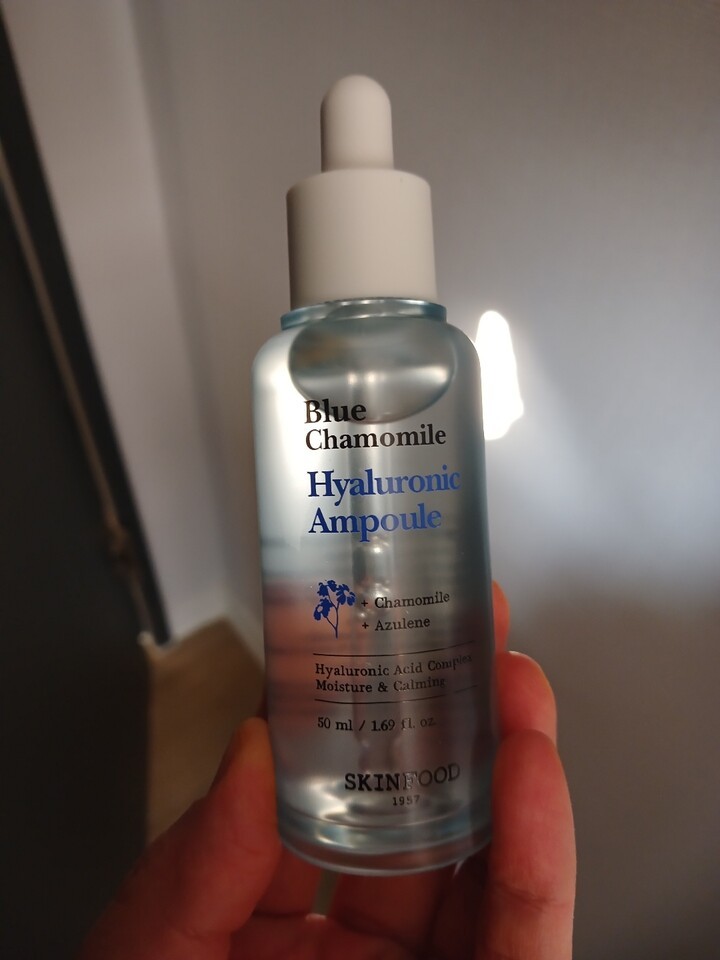 Blue
Chamomile
Hyaluronic
Ampoule
+ Chamomile
+ Azulene
Hyaluronic Acid Complex
Moisture & Calming
50 ml / 1.69 fl. oz.
SKINFOOD
1957